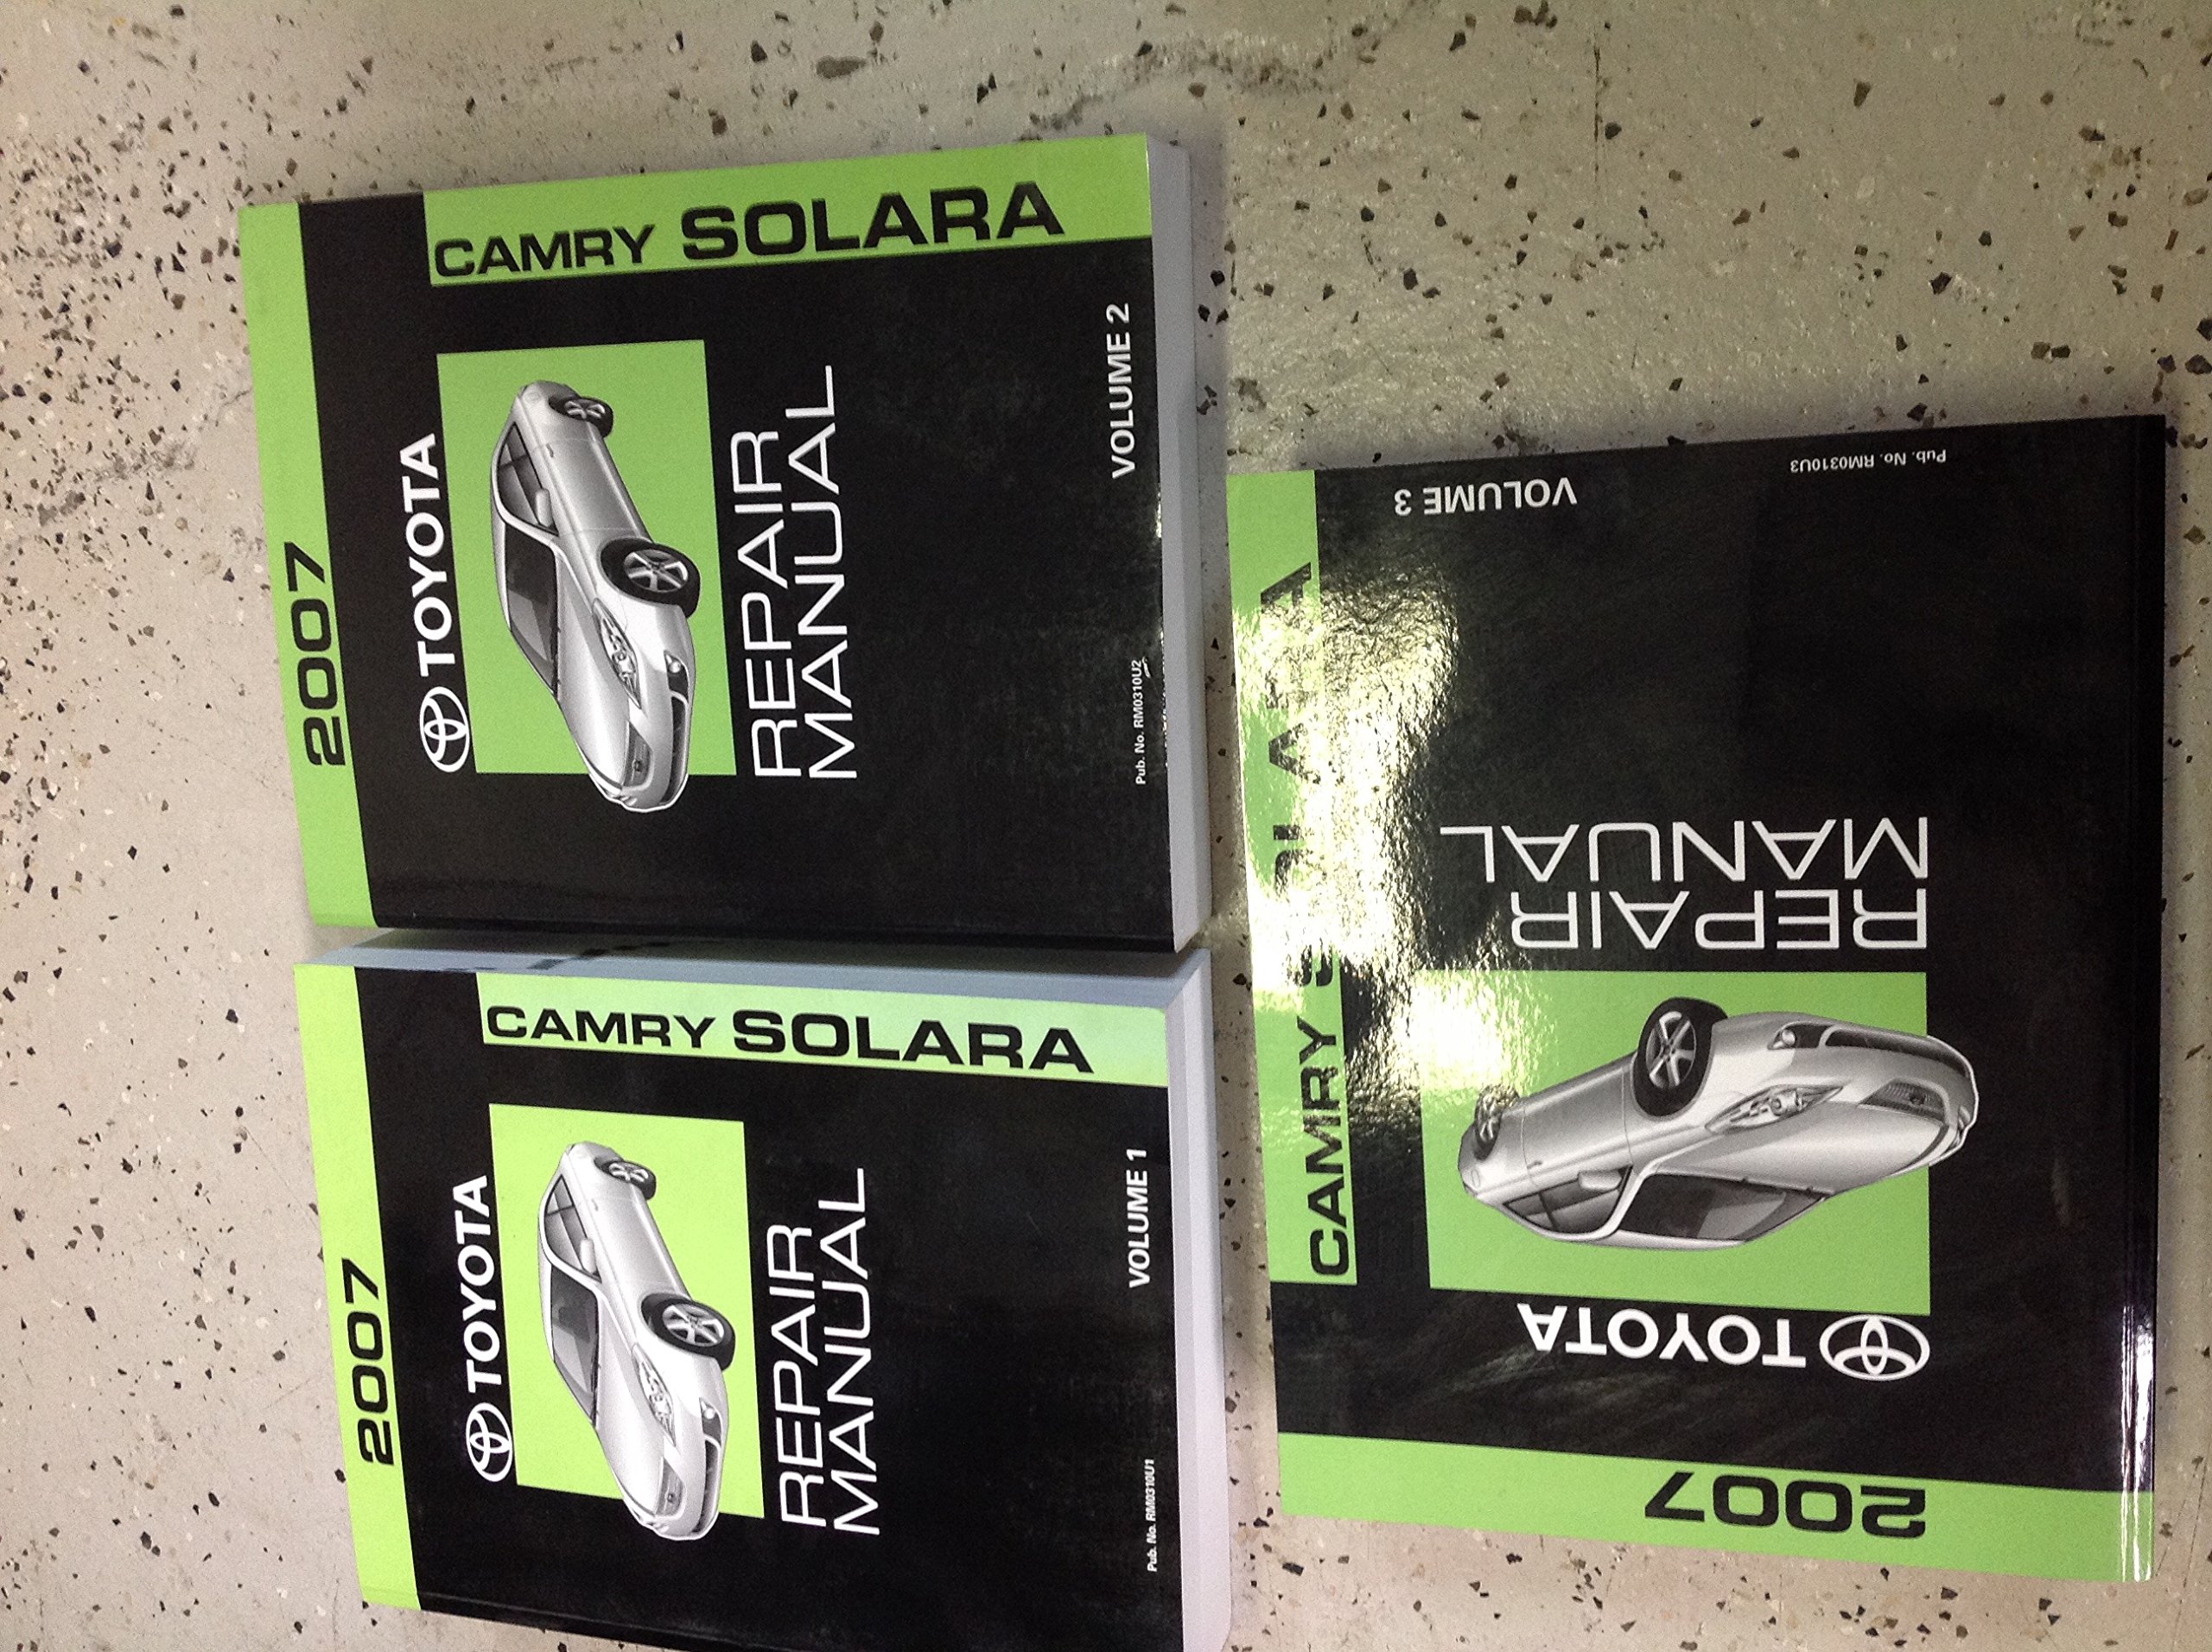 2007
TOYOTA
CAMRY SOLARA
REPAIR
MANUAL
VOLUME 2
Pub. No. RM0310U2
2007
TOYOTA
CAMRY SOLARA
REPAIR
MANUAL
VOLUME 1
Pub. No. RM0310U1
2007
TOYOTA
CAMRY SOLARA
REPAIR
MANUAL
VOLUME 3
Pub. No. RM0310U3